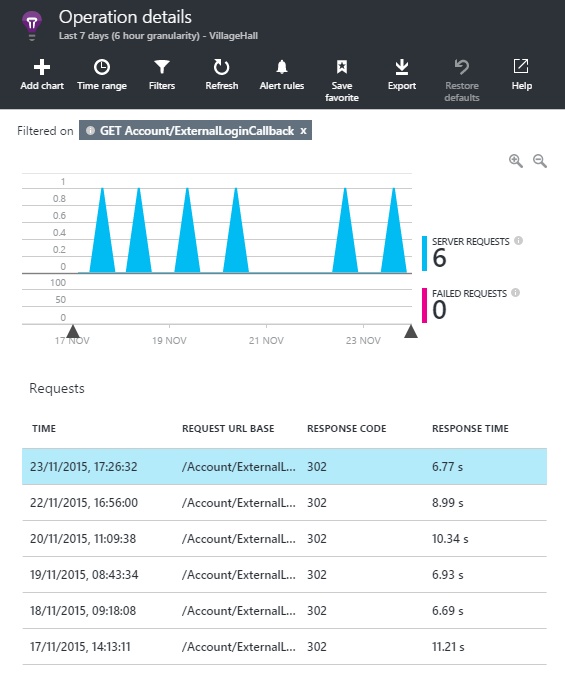 Operation details
Last 7 days (6 hour granularity) - VillageHall
Add chart
Time range
Filters
Refresh
Alert rules
Save favorite
Export
Restore defaults
Help
Filtered on GET Account/ExternalLoginCallback x
1
0.8
0.6
0.4
0.2
0
100
50
0
17 NOV 19 NOV 21 NOV 23 NOV
SERVER REQUESTS
6
FAILED REQUESTS
0
Requests
TIME REQUEST URL BASE RESPONSE CODE RESPONSE TIME
23/11/2015, 17:26:32 /Account/ExternalL... 302 6.77 s
22/11/2015, 16:56:00 /Account/ExternalL... 302 8.99 s
20/11/2015, 11:09:38 /Account/ExternalL... 302 10.34 s
19/11/2015, 08:43:34 /Account/ExternalL... 302 6.93 s
18/11/2015, 09:18:08 /Account/ExternalL... 302 6.69 s
17/11/2015, 14:13:11 /Account/ExternalL... 302 11.21 s